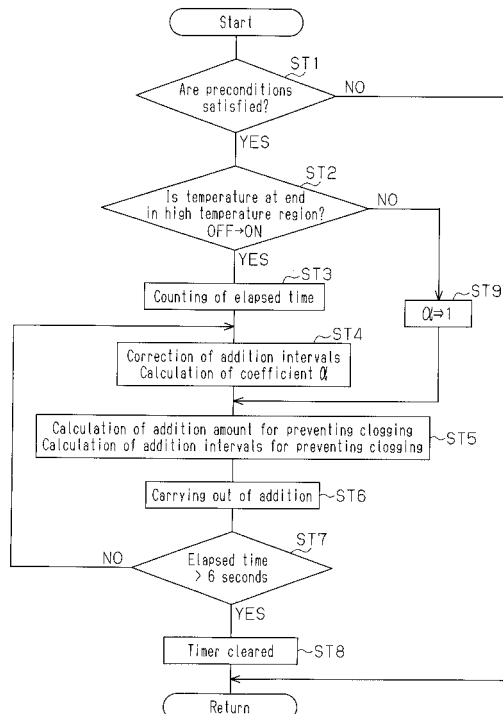 Start
ST1
Are preconditions
satisfied?
NO
YES
ST2
Is temperature at end
in high temperature region?
OFF→ON
NO
YES
ST3
Counting of elapsed time
ST9
α⇒1
ST4
Correction of addition intervals
Calculation of coefficient α
Calculation of addition amount for preventing clogging
Calculation of addition intervals for preventing clogging
ST5
Carrying out of addition
ST6
ST7
Elapsed time
> 6 seconds
NO
YES
Timer cleared
ST8
Return